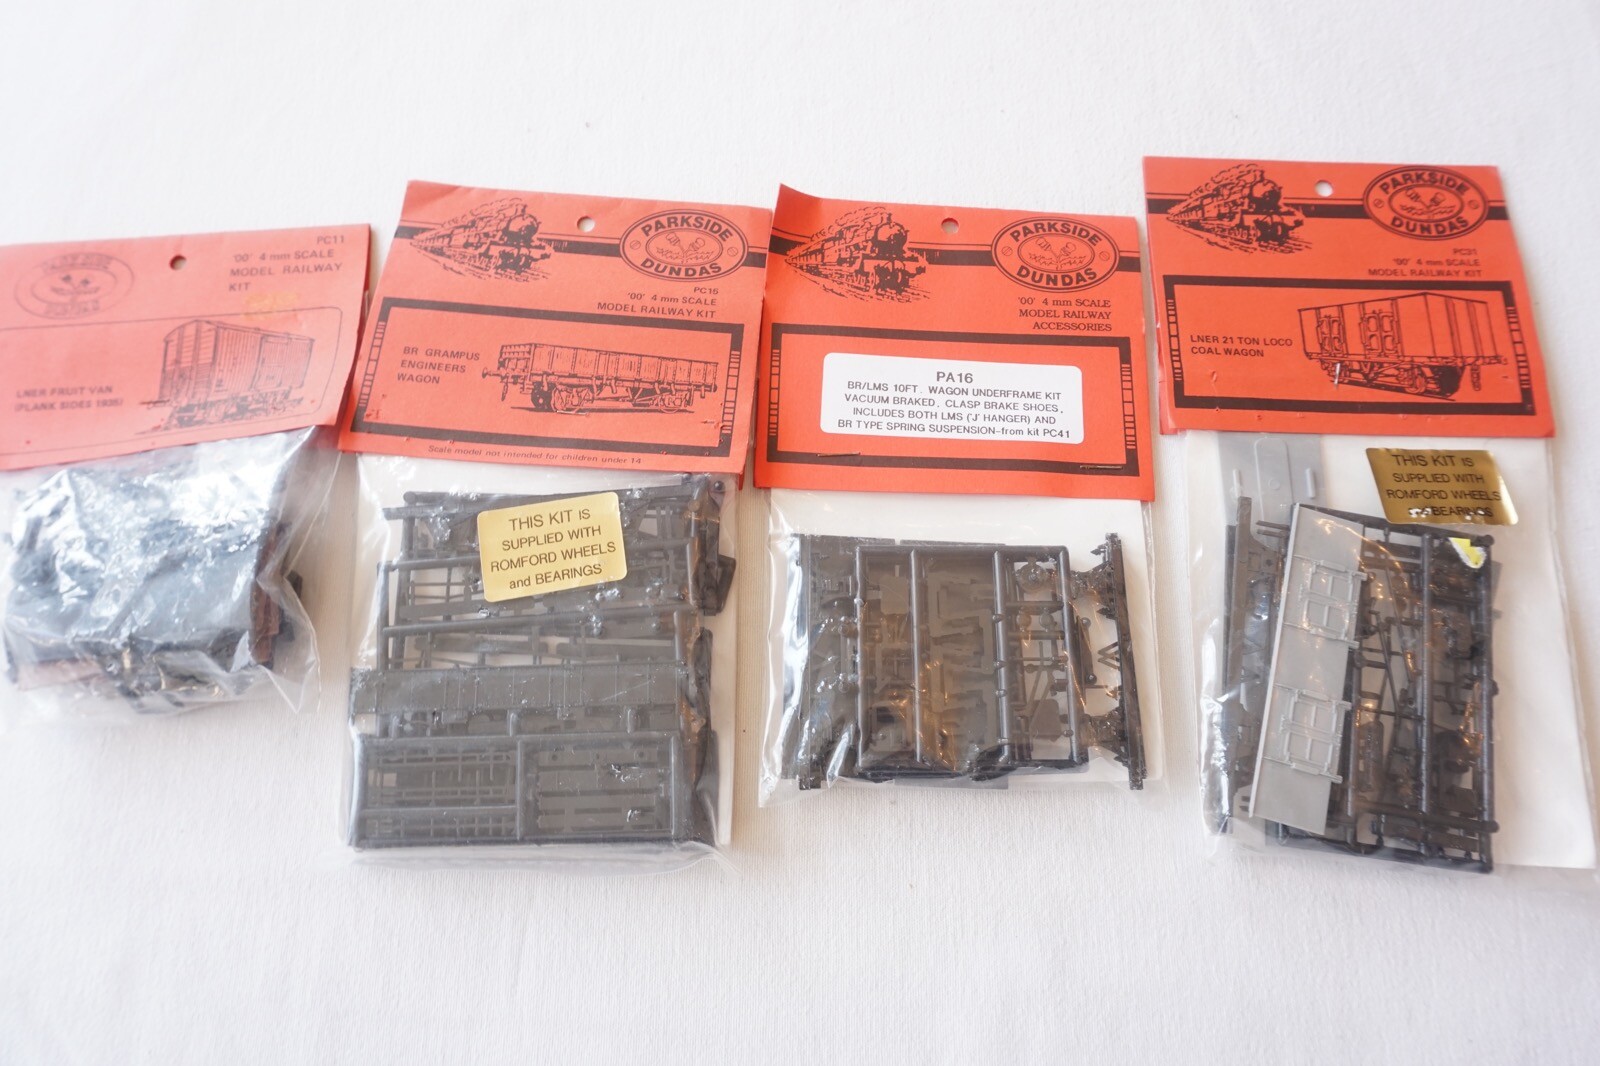 PC11
'00' 4 mm SCALE
MODEL RAILWAY
KIT
LNER FRUIT VAN
(PLANK SIDES 1938)
PARKSIDE
DUNDAS
PC15
'00' 4 mm SCALE
MODEL RAILWAY KIT
BR GRAMPUS
ENGINEERS
WAGON
Scale model not intended for children under 14
THIS KIT is
SUPPLIED WITH
ROMFORD WHEELS
and BEARINGS
PARKSIDE
DUNDAS
'00' 4 mm SCALE
MODEL RAILWAY
ACCESSORIES
PA16
BR/LMS 10FT. WAGON UNDERFRAME KIT
VACUUM BRAKED, CLASP BRAKE SHOES,
INCLUDES BOTH LMS ('J' HANGER) AND
BR TYPE SPRING SUSPENSION-from kit PC41
PARKSIDE
DUNDAS
PC21
'00' 4 mm SCALE
MODEL RAILWAY KIT
LNER 21 TON LOCO
COAL WAGON
THIS KIT is
SUPPLIED WITH
ROMFORD WHEELS
and BEARINGS